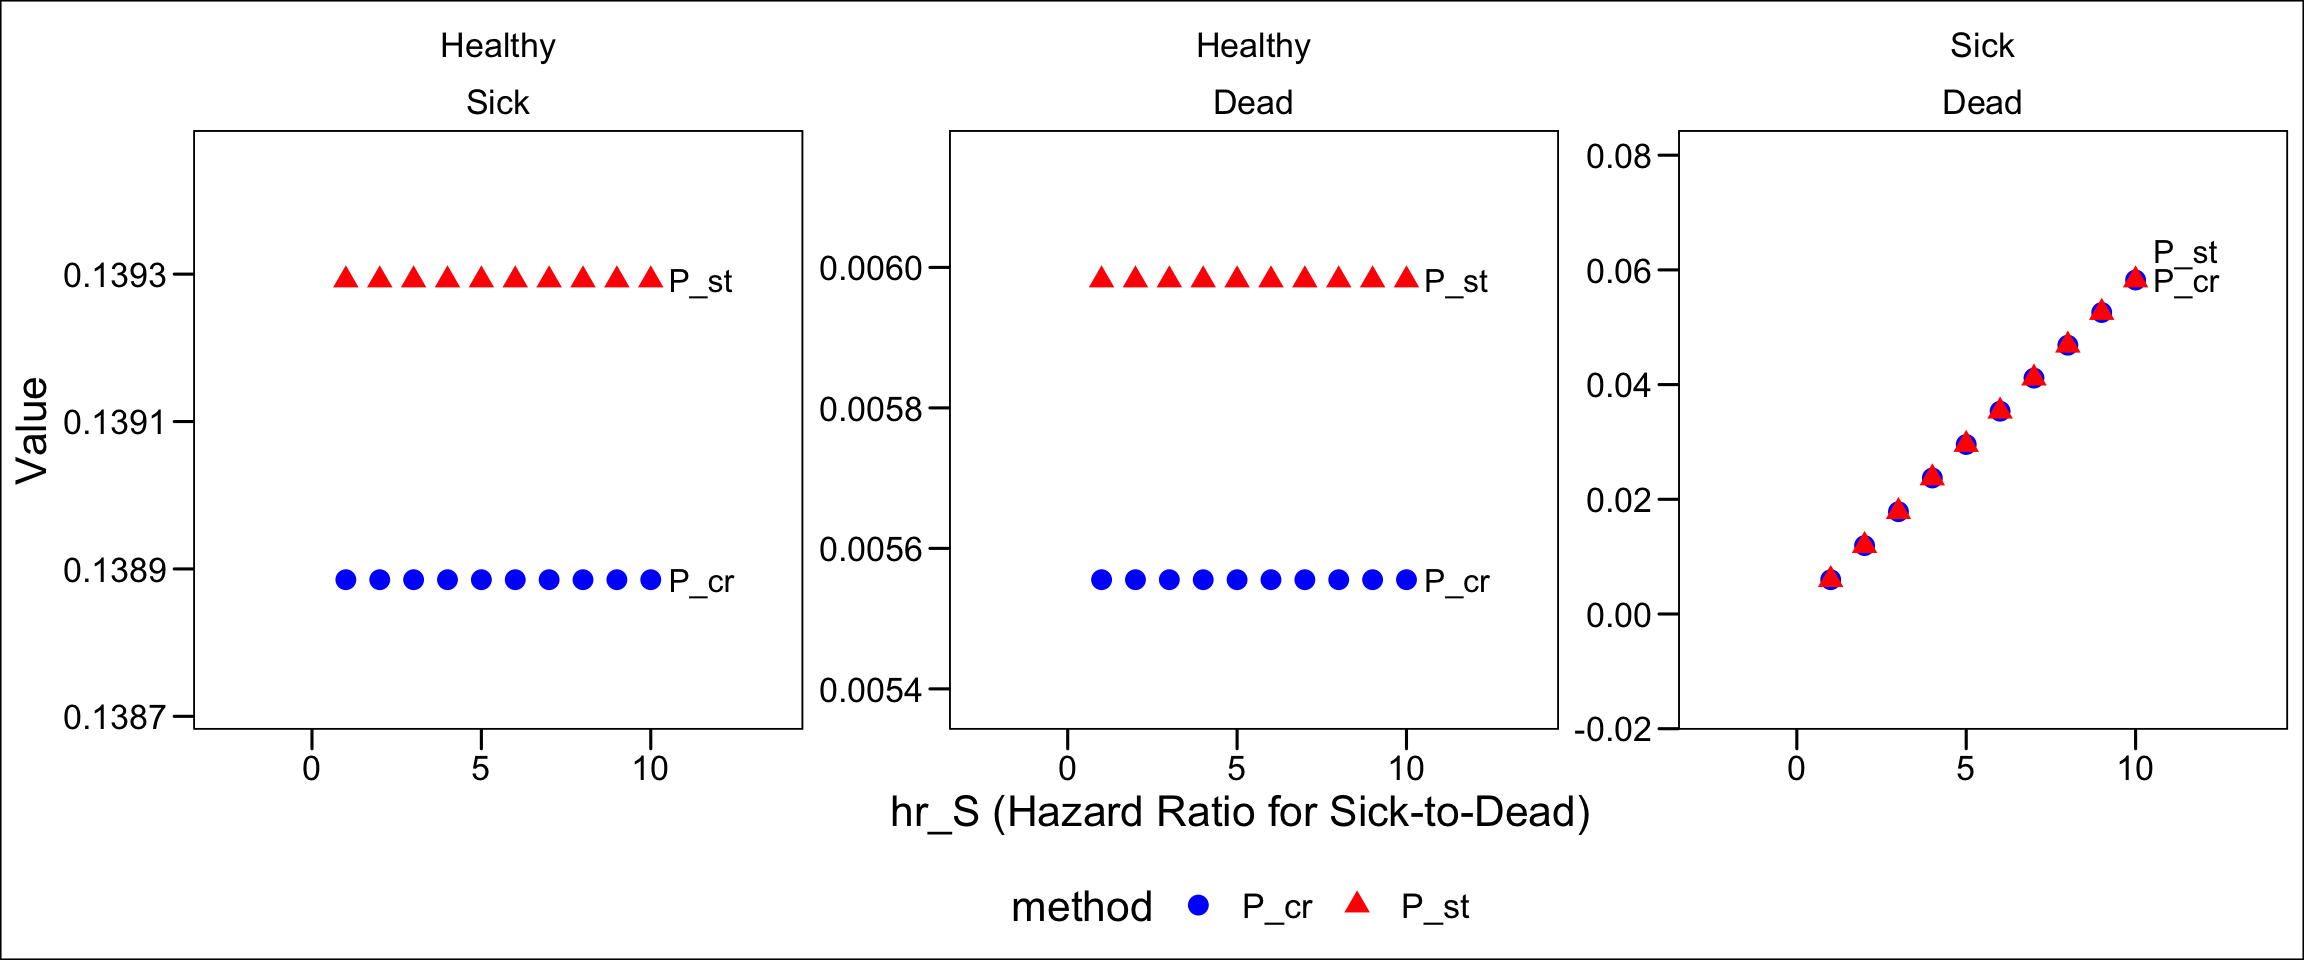 Healthy
Sick
Healthy
Dead
Sick
Dead
Value
0.1393
0.1391
0.1389
0.1387
P_st
P_cr
0 5 10
0.0060
0.0058
0.0056
0.0054
P_st
P_cr
0 5 10
0.08
0.06
0.04
0.02
0.00
-0.02
P_st
P_cr
0 5 10
hr_S (Hazard Ratio for Sick-to-Dead)
method P_cr P_st